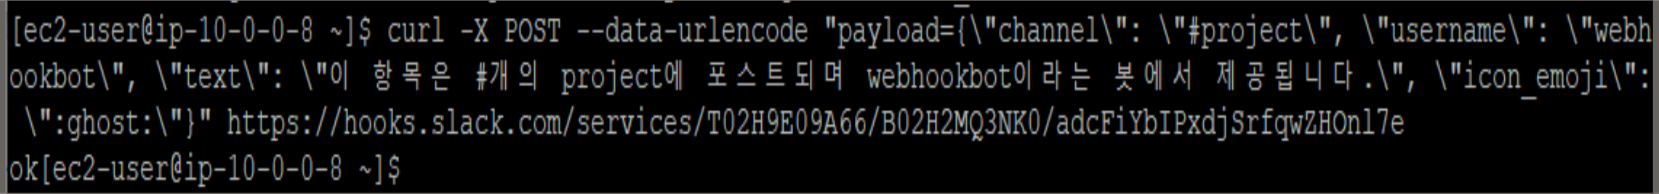 [ec2-user@ip-10-0-0-8 ~]$ curl -X POST --data-urlencode "payload={\"channel\": \"#project\", \"username\": \"webh
ookbot\", \"text\": \"이 항목은 #개의 project에 포스트되며 webhookbot이라는 봇에서 제공됩니다.\", \"icon_emoji\":
 \":ghost:\"}" https://hooks.slack.com/services/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
ok[ec2-user@ip-10-0-0-8 ~]$